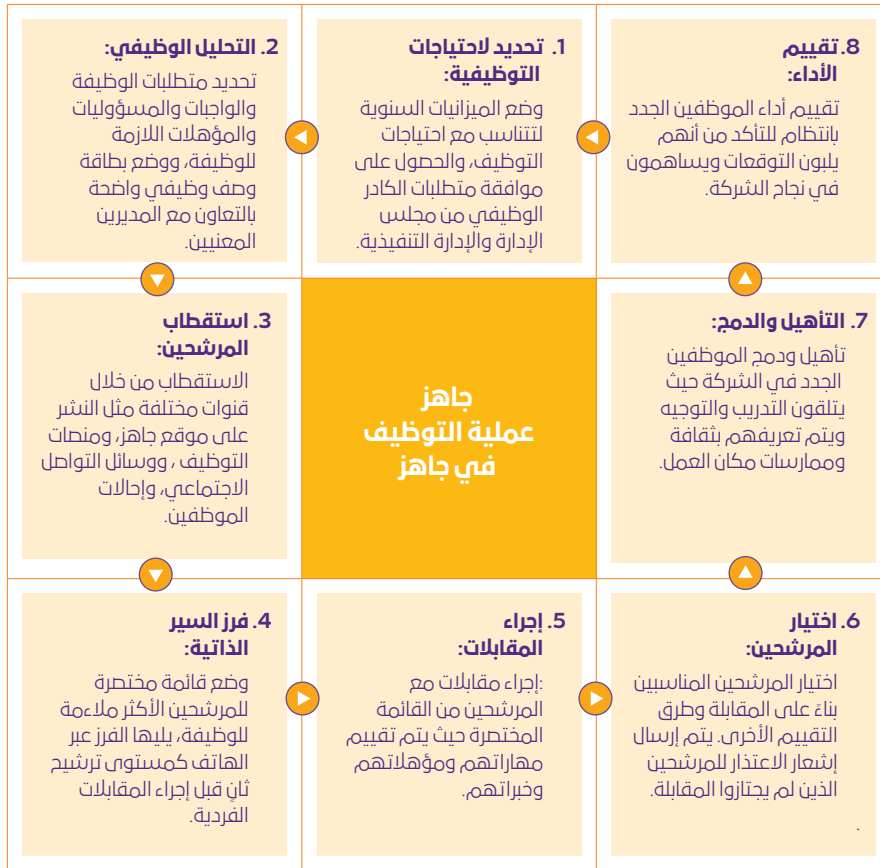 1. تحديد لاحتياجات
التوظيفية:
وضع الميزانيات السنوية
لتتناسب مع احتياجات
التوظيف، والحصول على
موافقة متطلبات الكادر
الوظيفي من مجلس
الإدارة والإدارة التنفيذية.
2. التحليل الوظيفي:
تحديد متطلبات الوظيفة
والواجبات والمسؤوليات
والمؤهلات اللازمة
للوظيفة، ووضع بطاقة
وصف وظيفي واضحة
بالتعاون مع المديرين
المعنيين.
3. استقطاب
المرشحين:
الاستقطاب من خلال
قنوات مختلفة مثل النشر
على موقع جاهز، ومنصات
التوظيف ، ووسائل التواصل
الاجتماعي، وإحالات
الموظفين.
4. فرز السير
الذاتية:
وضع قائمة مختصرة
للمرشحين الأكثر ملاءمة
للوظيفة، يليها الفرز عبر
الهاتف كمستوى ترشيح
ثانٍ قبل إجراء المقابلات
الفردية.
5. إجراء
المقابلات:
:إجراء مقابلات مع
المرشحين من القائمة
المختصرة حيث يتم تقييم
مهاراتهم ومؤهلاتهم
وخبراتهم.
6. اختيار
المرشحين:
اختيار المرشحين المناسبين
بناءً على المقابلة وطرق
التقييم الأخرى. يتم إرسال
إشعار الاعتذار للمرشحين
الذين لم يجتازوا المقابلة.
.
7. التأهيل والدمج:
تأهيل ودمج الموظفين
الجدد في الشركة حيث
يتلقون التدريب والتوجيه
ويتم تعريفهم بثقافة
وممارسات مكان العمل.
8. تقييم
الأداء:
تقييم أداء الموظفين الجدد
بانتظام للتأكد من أنهم
يلبون التوقعات ويساهمون
في نجاح الشركة.
جاهز
عملية التوظيف
في جاهز